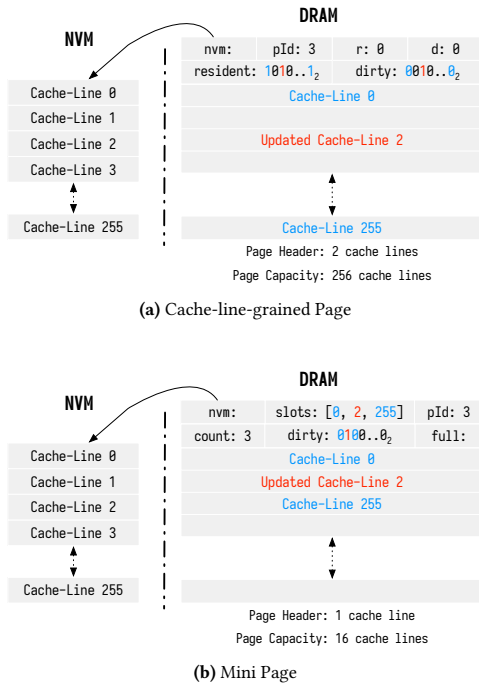 DRAM
NVM
nvm: pId: 3 r: 0 d: 0
resident: 1010..1₂ dirty: 0010..0₂
Cache-Line 0 Cache-Line 0
Cache-Line 1
Cache-Line 2 Updated Cache-Line 2
Cache-Line 3
Cache-Line 255 Cache-Line 255
Page Header: 2 cache lines
Page Capacity: 256 cache lines
(a) Cache-line-grained Page
DRAM
NVM
nvm: slots: [0, 2, 255] pId: 3
count: 3 dirty: 0100..0₂ full:
Cache-Line 0 Cache-Line 0
Cache-Line 1 Updated Cache-Line 2
Cache-Line 2 Cache-Line 255
Cache-Line 3
Cache-Line 255
Page Header: 1 cache line
Page Capacity: 16 cache lines
(b) Mini Page